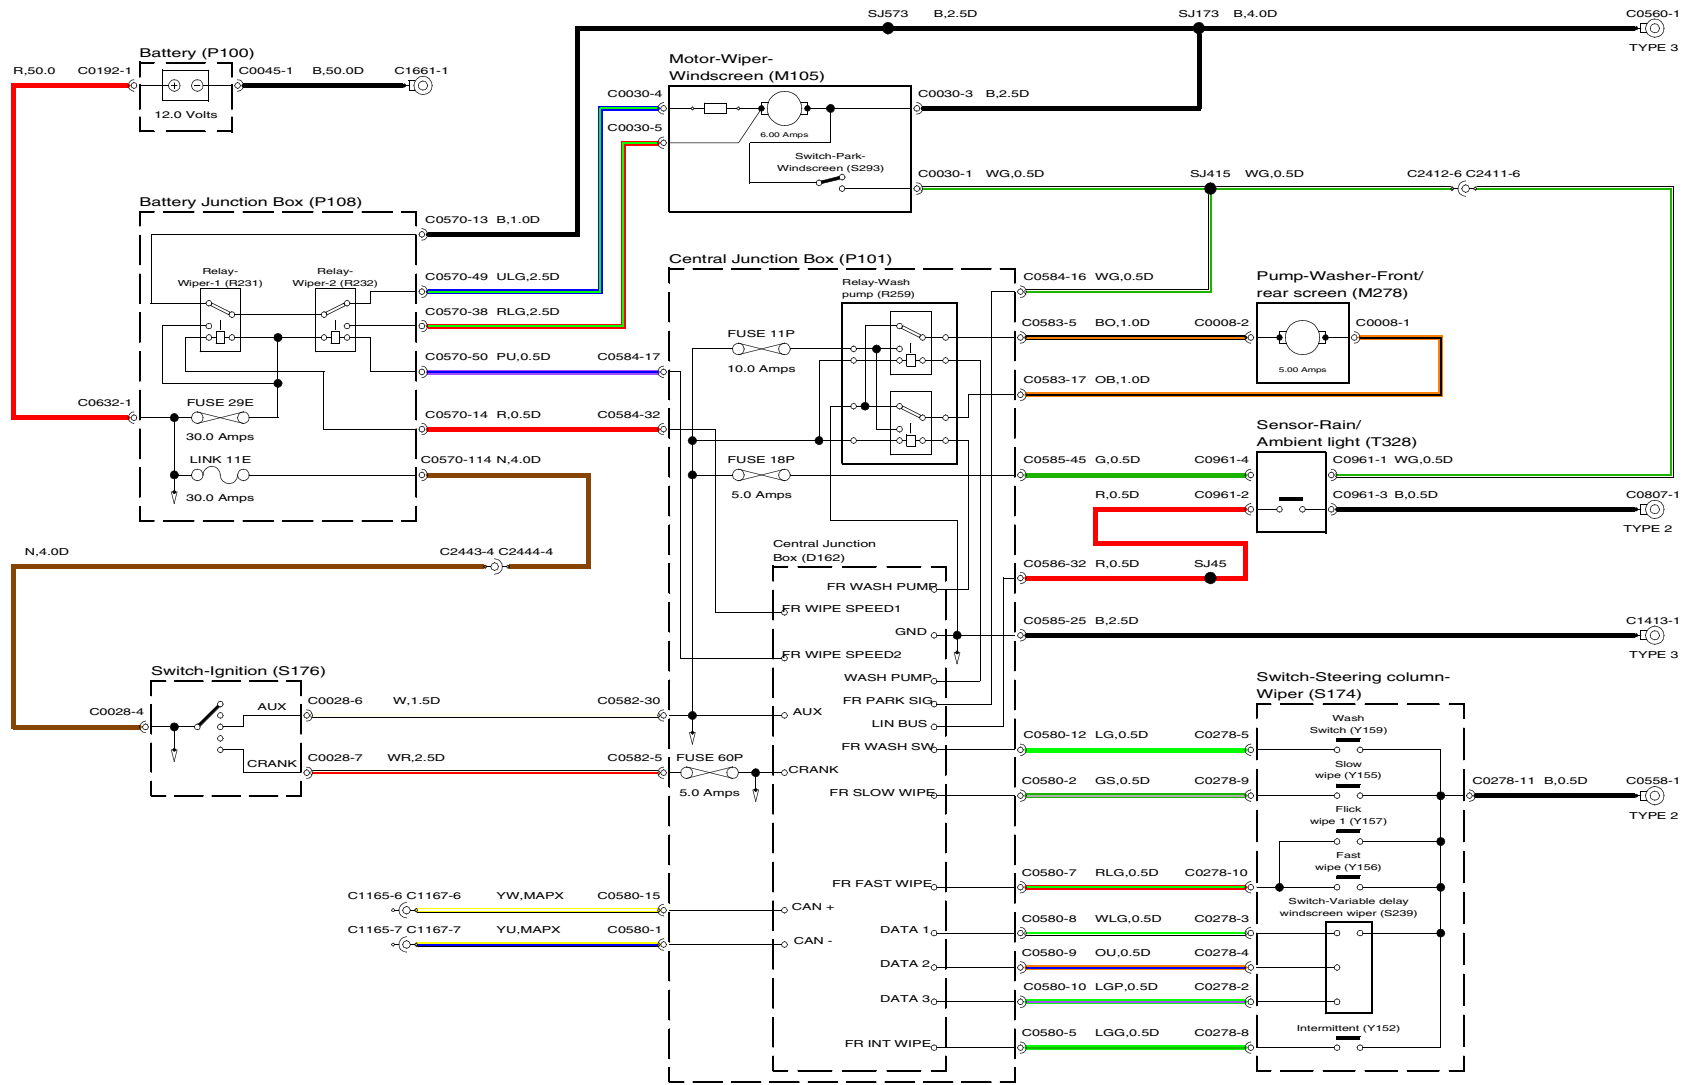 SJ573 B,2.5D
SJ173 B,4.0D
C0560-1
TYPE 3
Battery (P100)
R,50.0 C0192-1
C0045-1 B,50.0D C1661-1
12.0 Volts
Motor-Wiper-
Windscreen (M105)
C0030-4
C0030-5
6.00 Amps
Switch-Park-
Windscreen (S293)
C0030-3 B,2.5D
C0030-1 WG,0.5D
SJ415 WG,0.5D
C2412-6 C2411-6
Battery Junction Box (P108)
Relay-
Wiper-1 (R231)
Relay-
Wiper-2 (R232)
C0570-13 B,1.0D
C0570-49 ULG,2.5D
C0570-38 RLG,2.5D
C0570-50 PU,0.5D C0584-17
C0570-14 R,0.5D C0584-32
C0570-114 N,4.0D
C0632-1
FUSE 29E
30.0 Amps
LINK 11E
30.0 Amps
Central Junction Box (P101)
Relay-Wash
pump (R259)
FUSE 11P
10.0 Amps
FUSE 18P
5.0 Amps
C0584-16 WG,0.5D
C0583-5 BO,1.0D C0008-2
C0583-17 OB,1.0D
Pump-Washer-Front/
rear screen (M278)
C0008-1
5.00 Amps
Sensor-Rain/
Ambient light (T328)
C0585-45 G,0.5D C0961-4
C0961-1 WG,0.5D
R,0.5D C0961-2
C0961-3 B,0.5D
C0807-1
TYPE 2
C0586-32 R,0.5D SJ45
C0585-25 B,2.5D
C1413-1
TYPE 3
N,4.0D
C2443-4 C2444-4
Central Junction
Box (D162)
FR WASH PUMP
FR WIPE SPEED1
GND
FR WIPE SPEED2
WASH PUMP
FR PARK SIG
AUX
LIN BUS
FR WASH SW
CRANK
FR SLOW WIPE
FR FAST WIPE
CAN +
DATA 1
CAN -
DATA 2
DATA 3
FR INT WIPE
Switch-Ignition (S176)
C0028-4
AUX
CRANK
C0028-6 W,1.5D C0582-30
C0028-7 WR,2.5D C0582-5
FUSE 60P
5.0 Amps
C1165-6 C1167-6 YW,MAPX C0580-15
C1165-7 C1167-7 YU,MAPX C0580-1
Switch-Steering column-
Wiper (S174)
Wash
Switch (Y159)
C0580-12 LG,0.5D C0278-5
Slow
wipe (Y155)
C0580-2 GS,0.5D C0278-9
C0278-11 B,0.5D
C0558-1
TYPE 2
Flick
wipe 1 (Y157)
Fast
wipe (Y156)
C0580-7 RLG,0.5D C0278-10
Switch-Variable delay
windscreen wiper (S239)
C0580-8 WLG,0.5D C0278-3
C0580-9 OU,0.5D C0278-4
C0580-10 LGP,0.5D C0278-2
Intermittent (Y152)
C0580-5 LGG,0.5D C0278-8